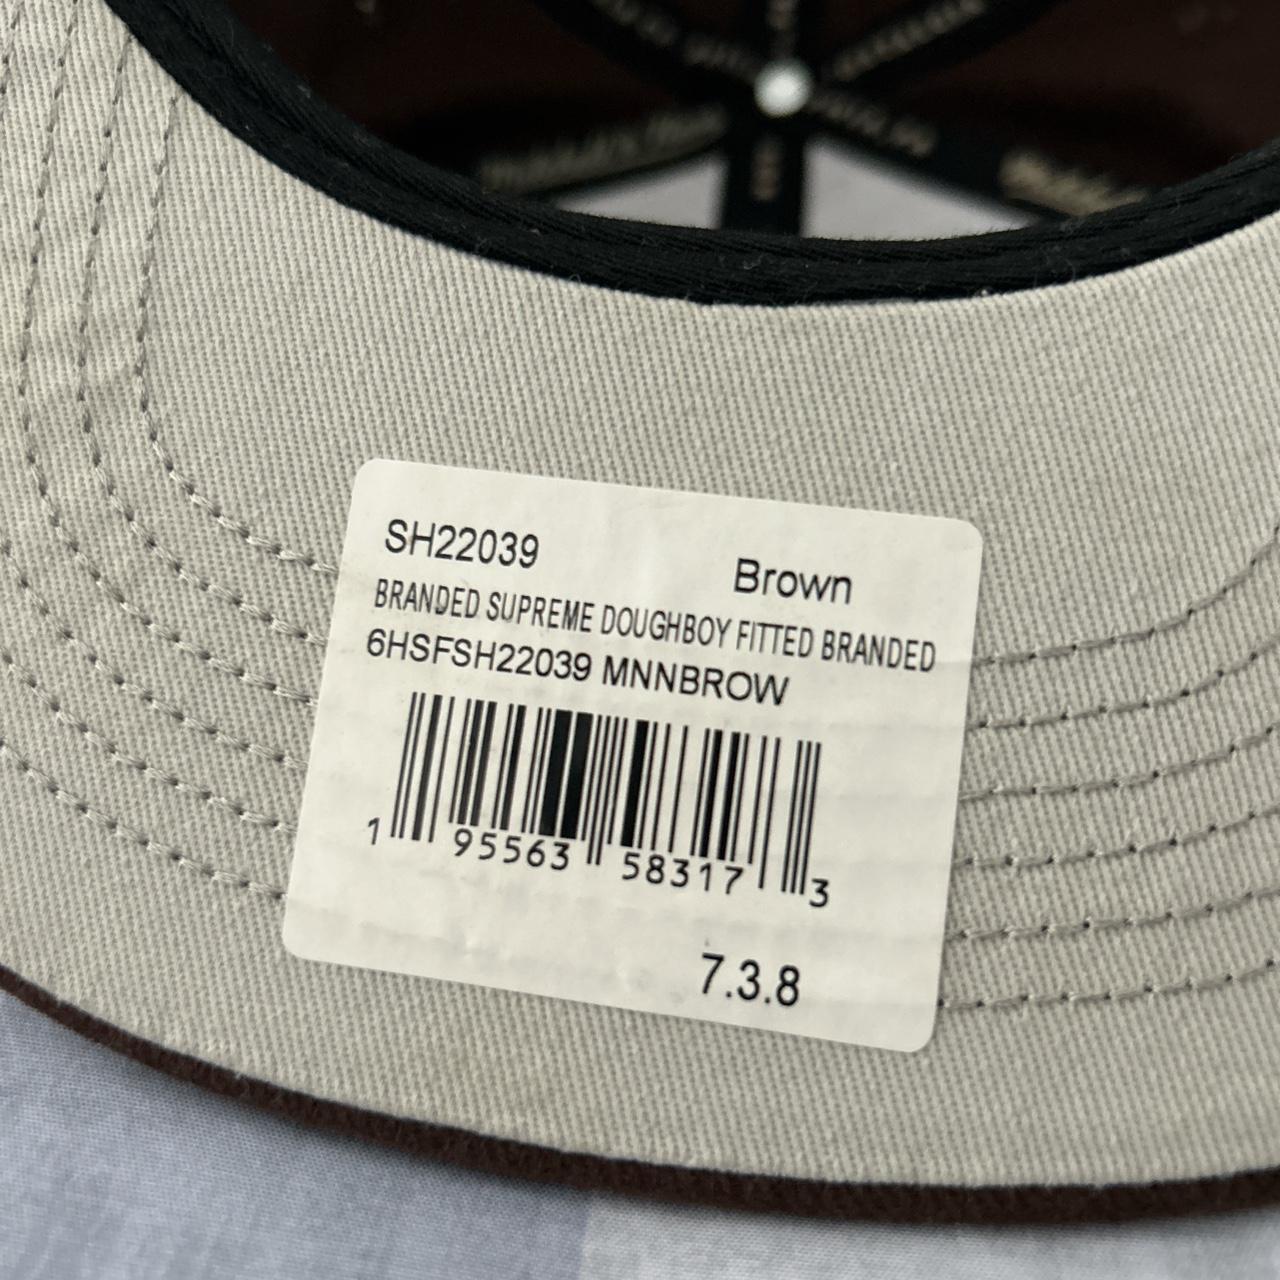 SH22039
Brown
BRANDED SUPREME DOUGHBOY FITTED BRANDED
6HSFSH22039 MNNBROW
1 95563 58317 3
7.3.8